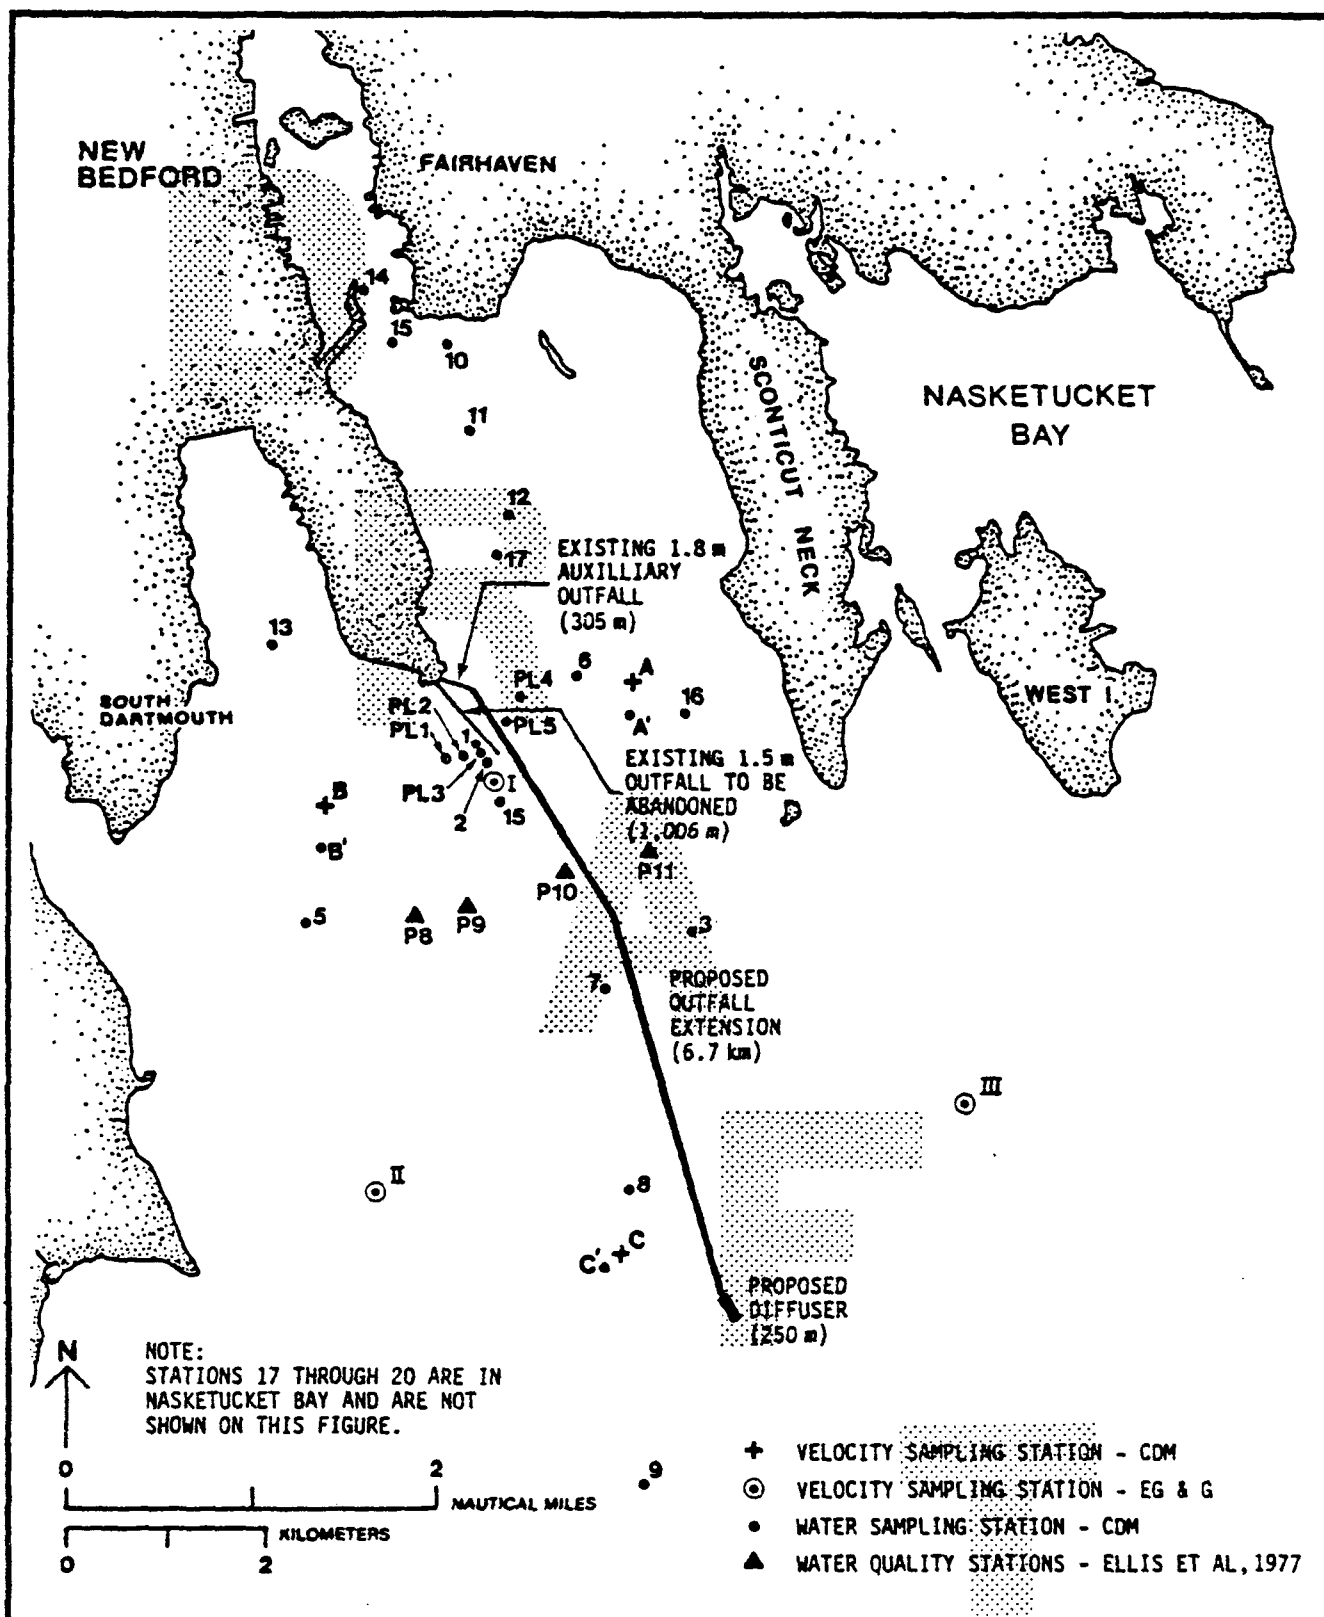 NEW
BEDFORD
FAIRHAVEN
14
15
10
11
SCONTICUT NECK
NASKETUCKET
BAY
12
17
EXISTING 1.8 m
AUXILLIARY
OUTFALL
(305 m)
13
6
A
PL4
16
SOUTH
DARTMOUTH
PL2
PL1
1
PL5
A'
WEST I.
EXISTING 1.5 m
OUTFALL TO BE
ABANDONED
(1,006 m)
PL3
I
2
15
B
B'
P11
P10
P9
P8
5
3
7
PROPOSED
OUTFALL
EXTENSION
(6.7 km)
III
II
8
C
C'
PROPOSED
DIFFUSER
(250 m)
N
NOTE:
STATIONS 17 THROUGH 20 ARE IN
NASKETUCKET BAY AND ARE NOT
SHOWN ON THIS FIGURE.
0 2
NAUTICAL MILES
KILOMETERS
0 2
9
+ VELOCITY SAMPLING STATION - CDM
VELOCITY SAMPLING STATION - EG & G
• WATER SAMPLING STATION - CDM
▲ WATER QUALITY STATIONS - ELLIS ET AL, 1977
DRAFT